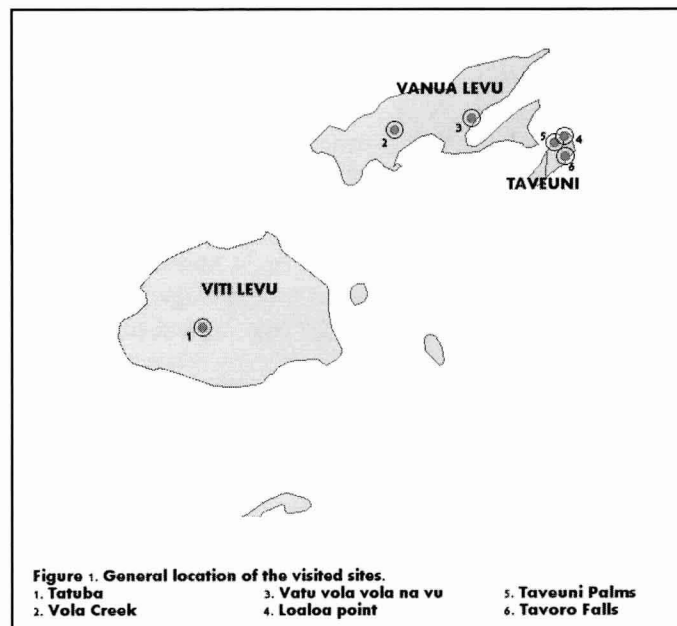 VANUA LEVU
2
3
5
4
6
TAVEUNI
VITI LEVU
1
Figure 1. General location of the visited sites.
1. Tatuba 3. Vatu vola vola na vu 5. Taveuni Palms
2. Vola Creek 4. Loaloa point 6. Tavoro Falls